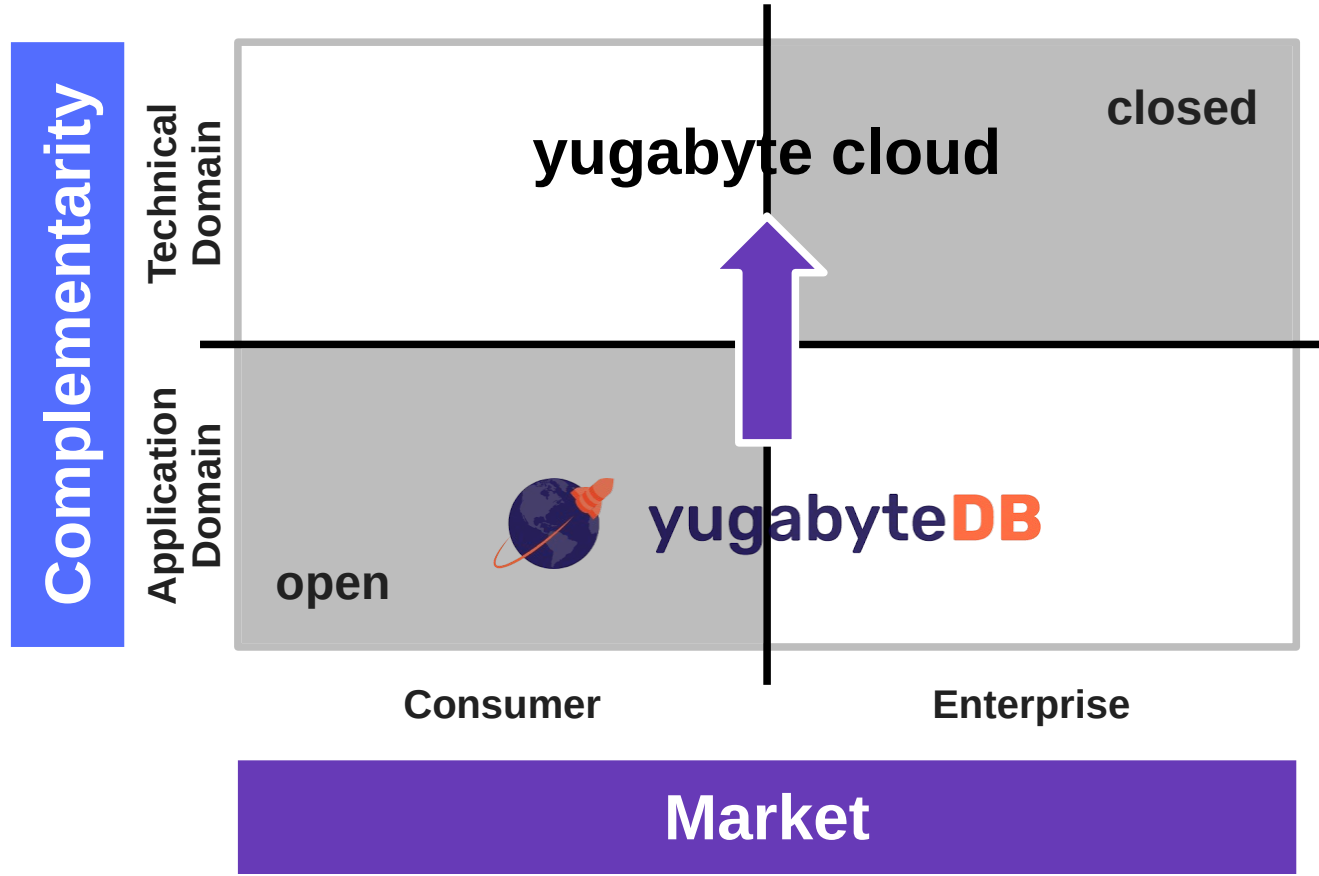 Complementarity
Technical
Domain
Application
Domain
closed
yugabyte cloud
yugabyteDB
open
Consumer
Enterprise
Market